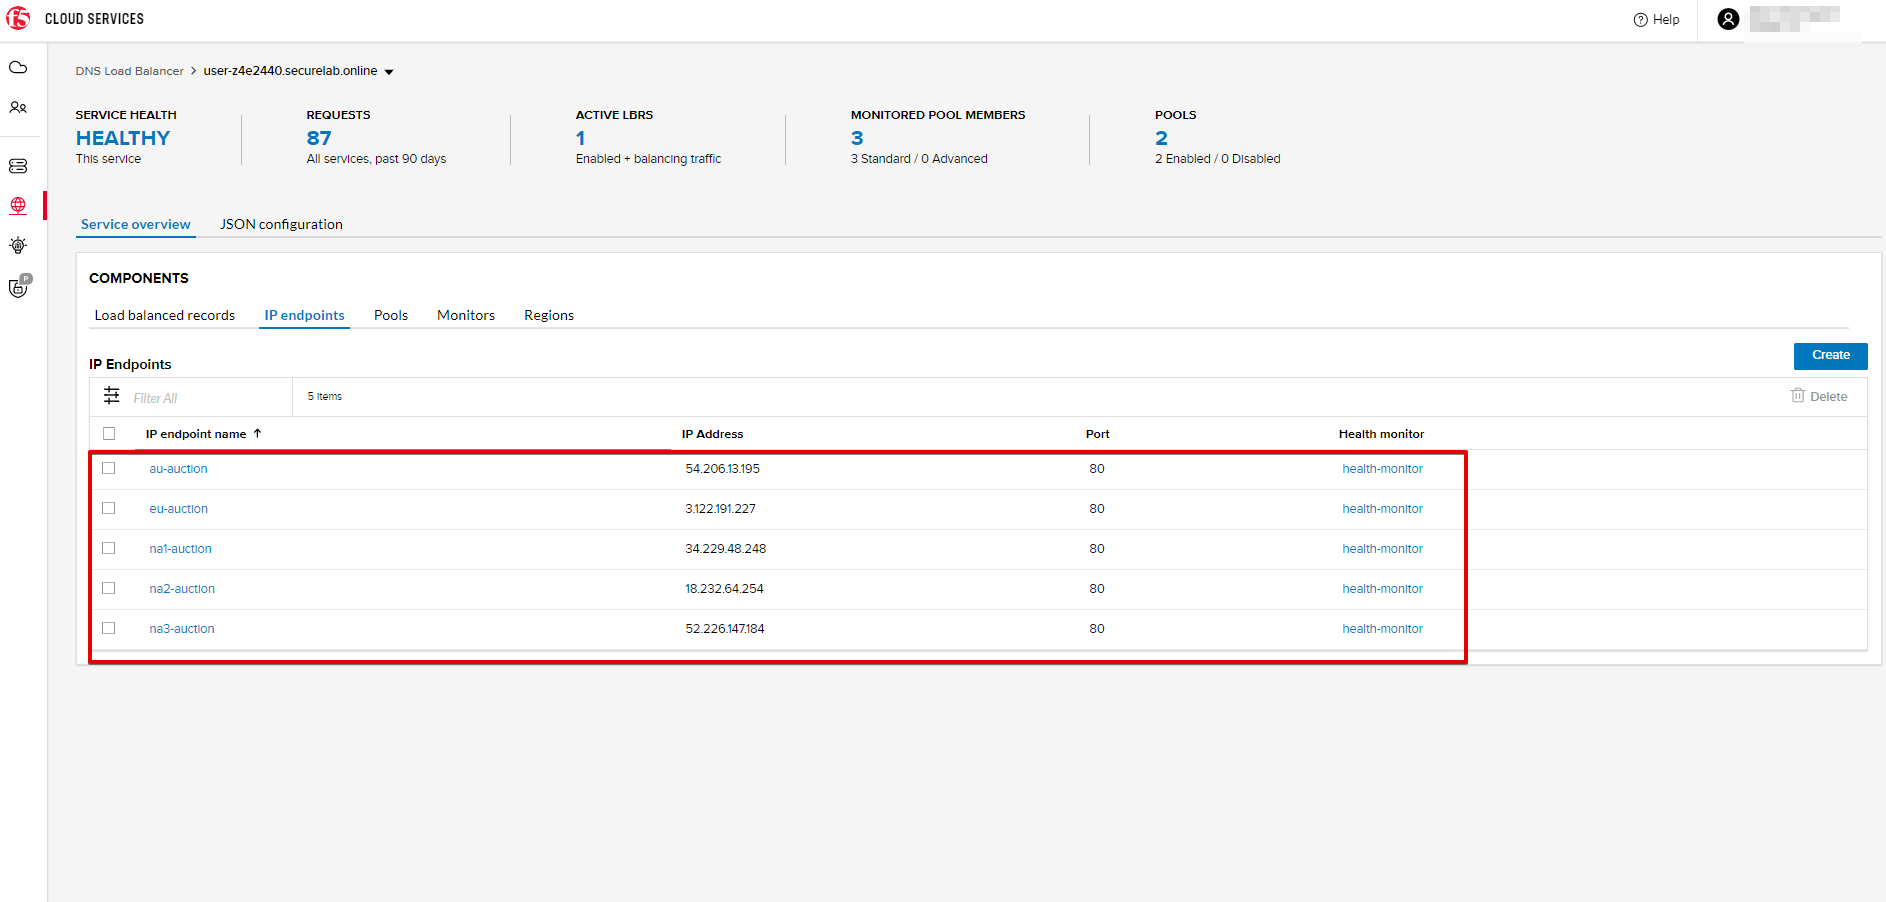 f5 CLOUD SERVICES
Help
DNS Load Balancer > user-z4e2440.securelab.online
SERVICE HEALTH REQUESTS ACTIVE LBRS MONITORED POOL MEMBERS POOLS
HEALTHY 87 1 3 2
This service All services, past 90 days Enabled + balancing traffic 3 Standard / 0 Advanced 2 Enabled / 0 Disabled
Service overview JSON configuration
P
COMPONENTS
Load balanced records IP endpoints Pools Monitors Regions
IP Endpoints Create
Filter All 5 items Delete
IP endpoint name ↑ IP Address Port Health monitor
au-auction 54.206.13.195 80 health-monitor
eu-auction 3.122.191.227 80 health-monitor
na1-auction 34.229.48.248 80 health-monitor
na2-auction 18.232.64.254 80 health-monitor
na3-auction 52.226.147.184 80 health-monitor